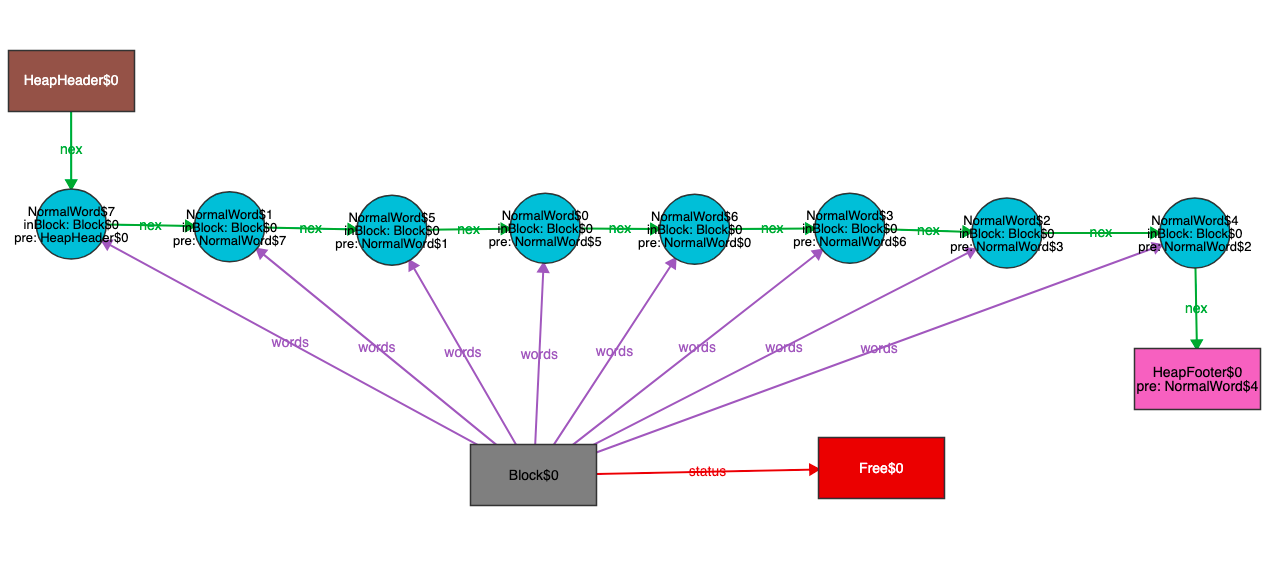 HeapHeader$0
nex
NormalWord$7
inBlock: Block$0
pre: HeapHeader$0
nex
NormalWord$1
inBlock: Block$0
pre: NormalWord$7
nex
NormalWord$5
inBlock: Block$0
pre: NormalWord$1
nex
NormalWord$0
inBlock: Block$0
pre: NormalWord$5
nex
NormalWord$6
inBlock: Block$0
pre: NormalWord$0
nex
NormalWord$3
inBlock: Block$0
pre: NormalWord$6
nex
NormalWord$2
inBlock: Block$0
pre: NormalWord$3
nex
NormalWord$4
inBlock: Block$0
pre: NormalWord$2
nex
words
words
words
words
words
words
words
words
HeapFooter$0
pre: NormalWord$4
Block$0
status
Free$0